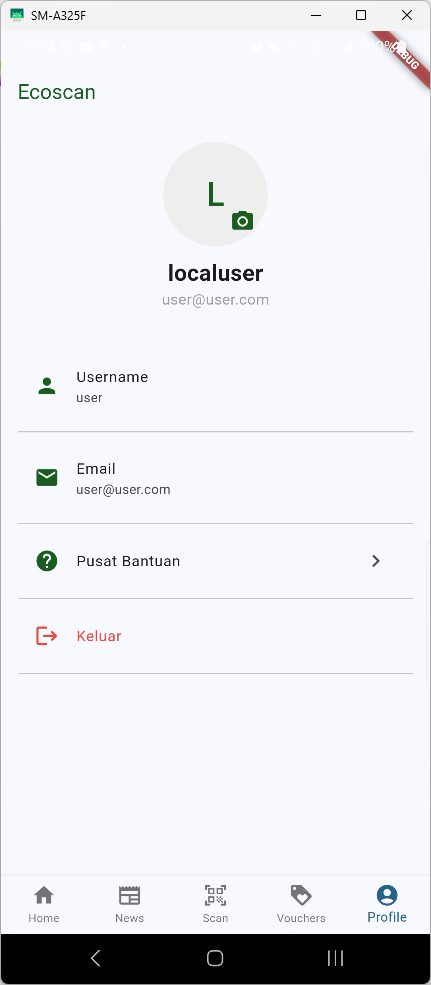 SM-A325F
DEBUG
Ecoscan
L
localuser
user@user.com
Username
user
Email
user@user.com
Pusat Bantuan
Keluar
Home
News
Scan
Vouchers
Profile